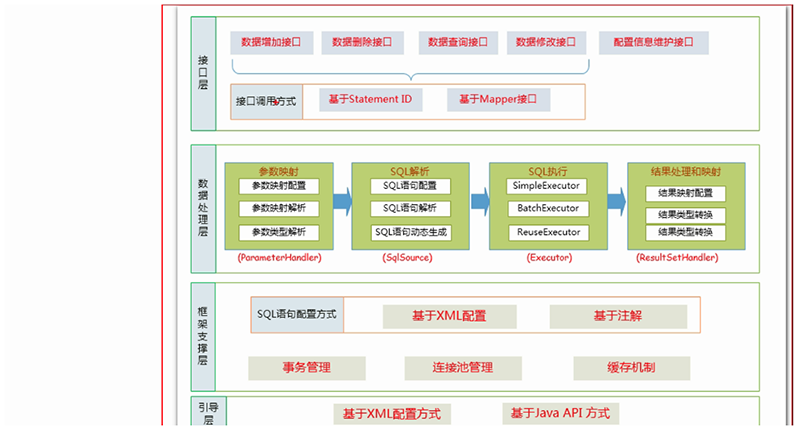 接口层
数据增加接口 数据删除接口 数据查询接口 数据修改接口 配置信息维护接口
接口调用方式 基于Statement ID 基于Mapper接口
数据处理层
参数映射 SQL解析 SQL执行 结果处理和映射
参数映射配置 SQL语句配置 SimpleExecutor 结果映射配置
参数映射解析 SQL语句解析 BatchExecutor 结果类型转换
参数类型解析 SQL语句动态生成 ReuseExecutor 结果类型转换
(ParameterHandler) (SqlSource) (Executor) (ResultSetHandler)
框架支撑层
SQL语句配置方式 基于XML配置 基于注解
事务管理 连接池管理 缓存机制
引导层
基于XML配置方式 基于Java API 方式